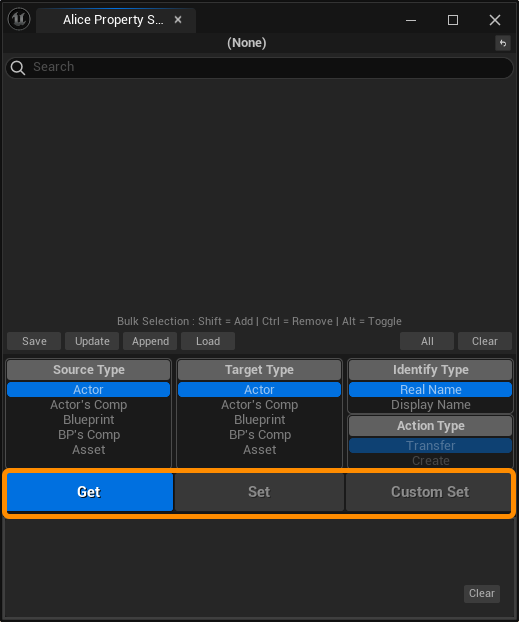 Alice Property S...
(None)
Search
Bulk Selection : Shift = Add | Ctrl = Remove | Alt = Toggle
Save Update Append Load All Clear
Source Type Target Type Identify Type
Actor Actor Real Name
Actor's Comp Actor's Comp Display Name
Blueprint Blueprint
BP's Comp BP's Comp Action Type
Asset Asset Transfer
Create
Get Set Custom Set
Clear